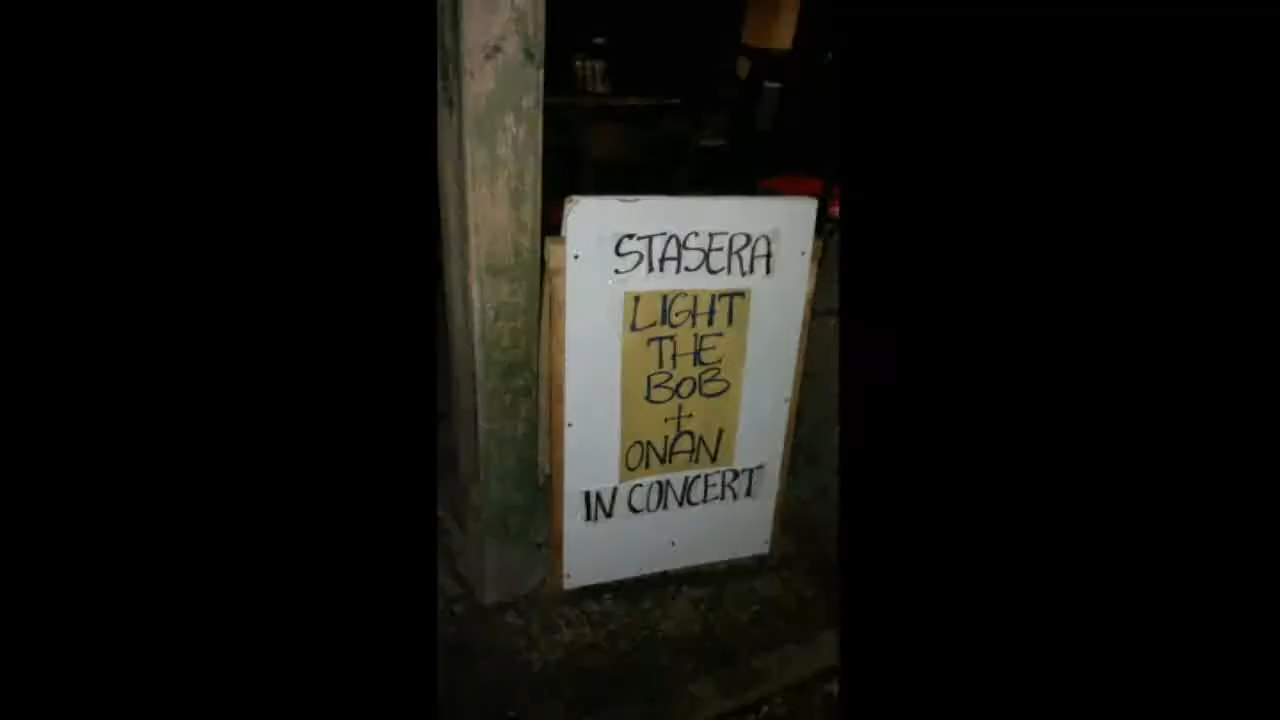 STASERA
LIGHT
THE
BOB
+
ONAN
IN CONCERT